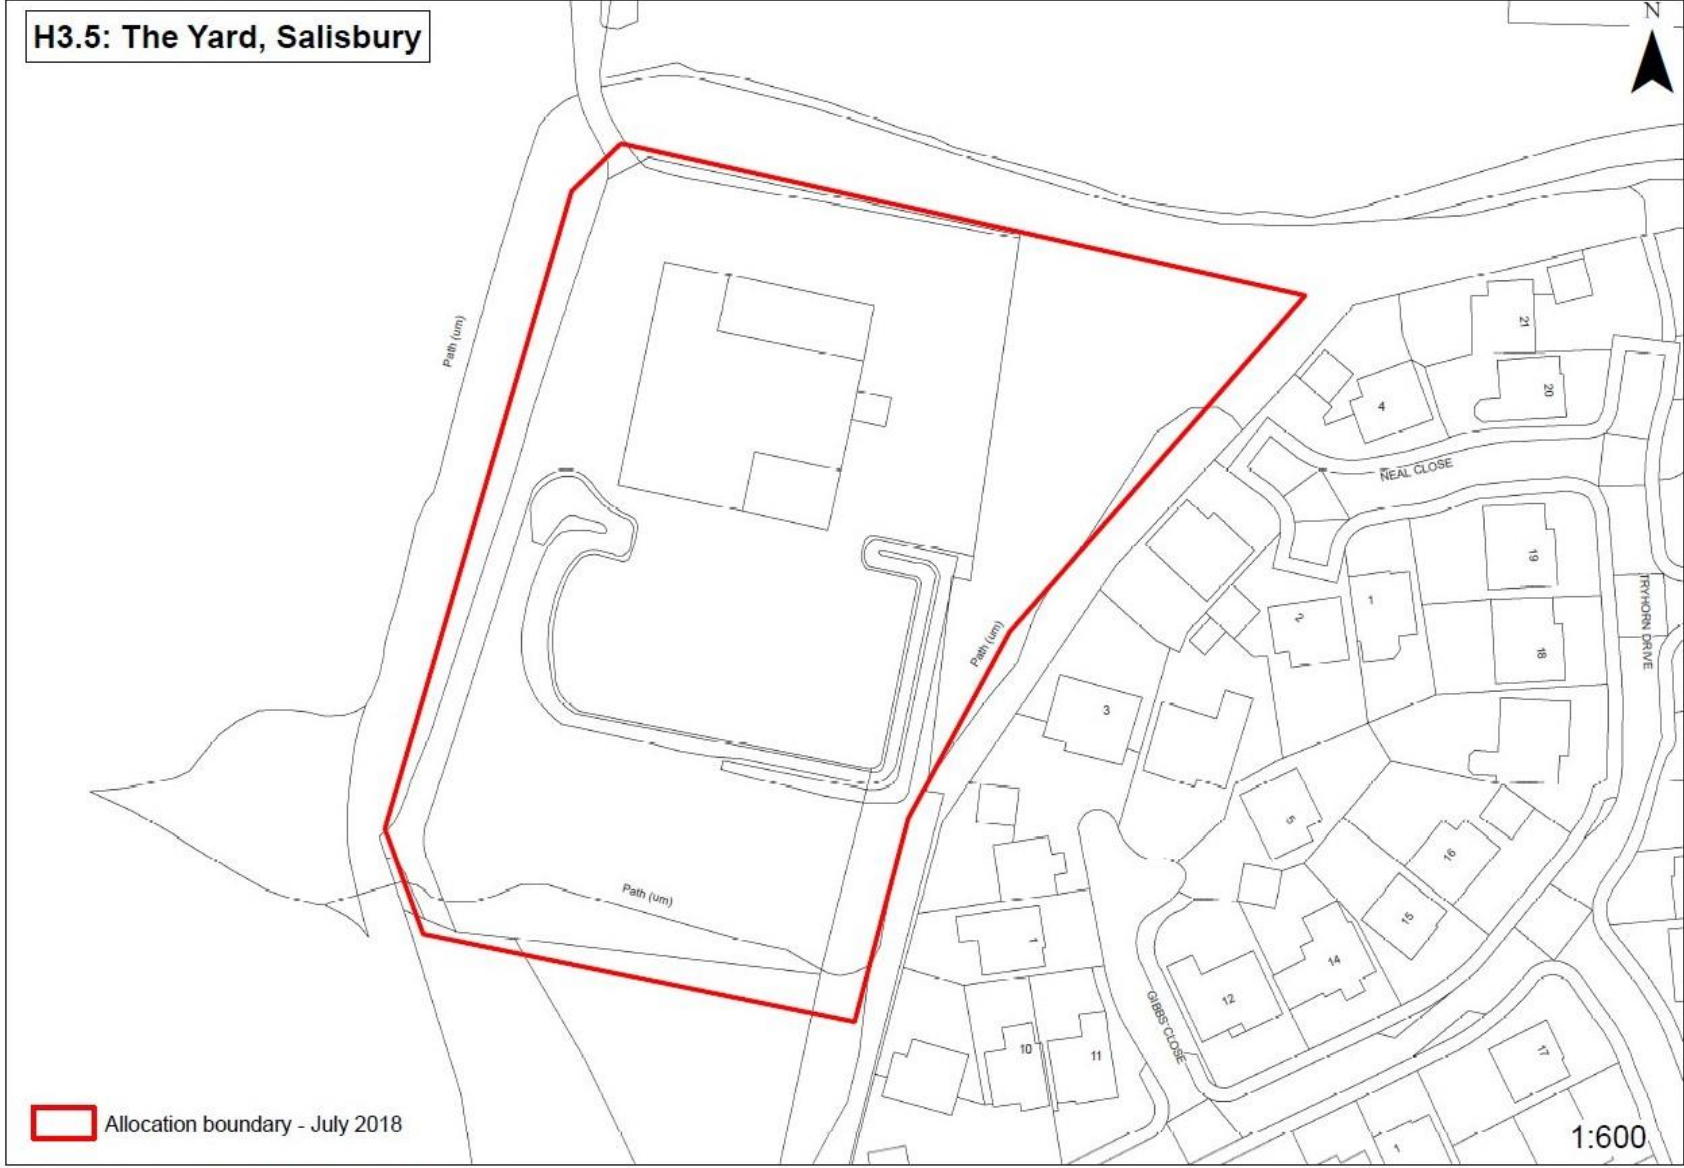 H3.5: The Yard, Salisbury
N
Path (um)
21
20
4
NEAL CLOSE
19
1
2
TRYHORN DRIVE
18
Path (um)
3
5
16
15
Path (um)
1
14
12
GIBBS CLOSE
10
11
17
1
Allocation boundary - July 2018
1:600